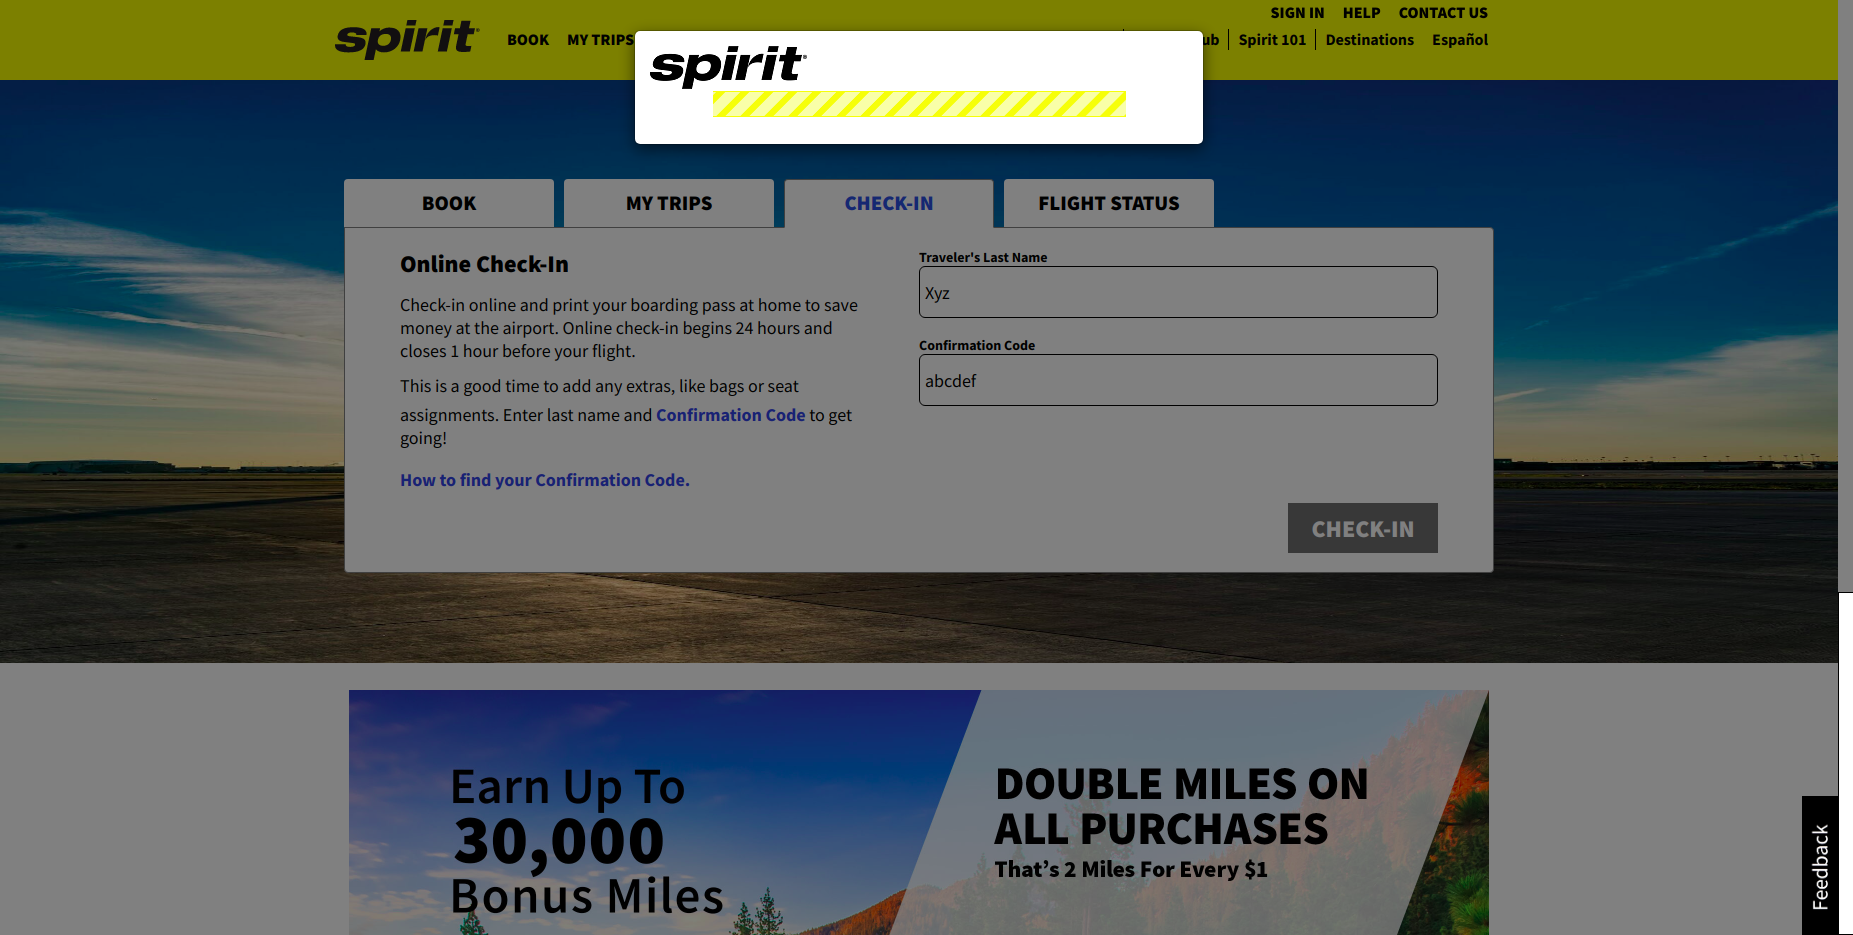 SIGN IN HELP CONTACT US
spirit BOOK MY TRIPS Spirit 101 Destinations Español
spirit
BOOK MY TRIPS CHECK-IN FLIGHT STATUS
Online Check-In
Check-in online and print your boarding pass at home to save
money at the airport. Online check-in begins 24 hours and
closes 1 hour before your flight.
This is a good time to add any extras, like bags or seat
assignments. Enter last name and Confirmation Code to get
going!
How to find your Confirmation Code.
Traveler's Last Name
Xyz
Confirmation Code
abcdef
CHECK-IN
Earn Up To
30,000
Bonus Miles
DOUBLE MILES ON
ALL PURCHASES
That's 2 Miles For Every $1
Feedback